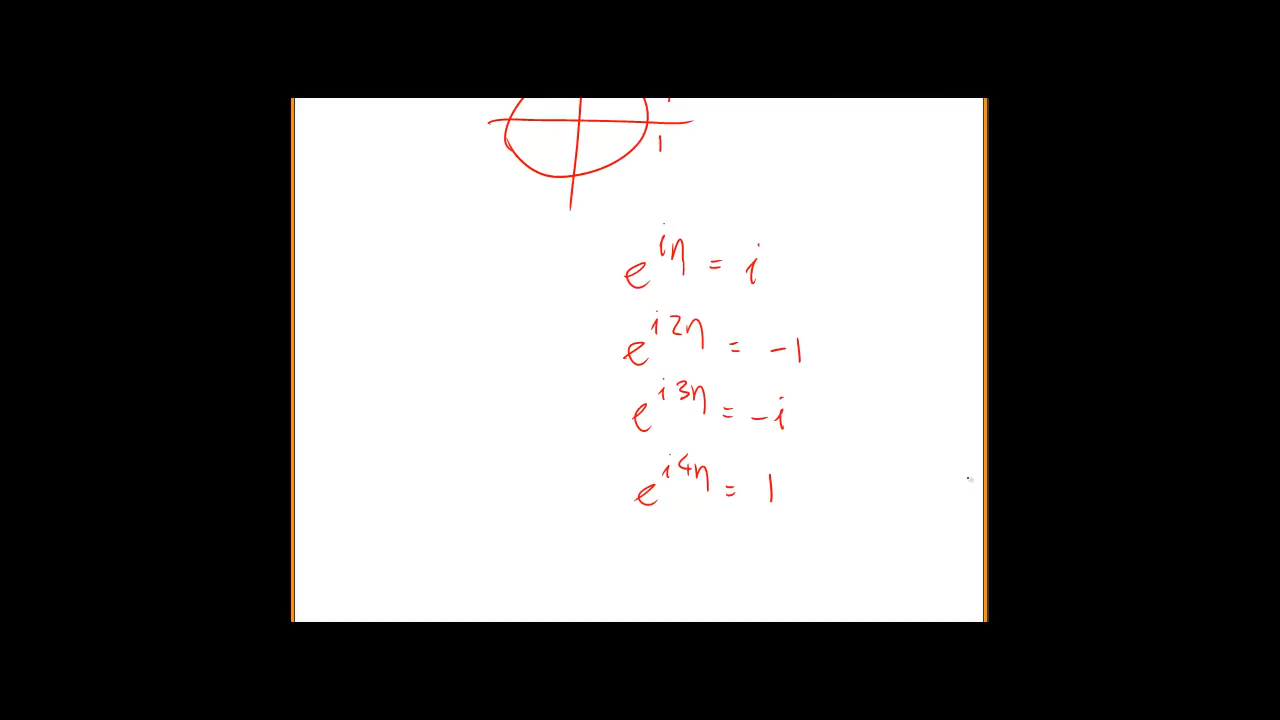 1
e^{iη} = i
e^{i2η} = -1
e^{i3η} = -i
e^{i4η} = 1